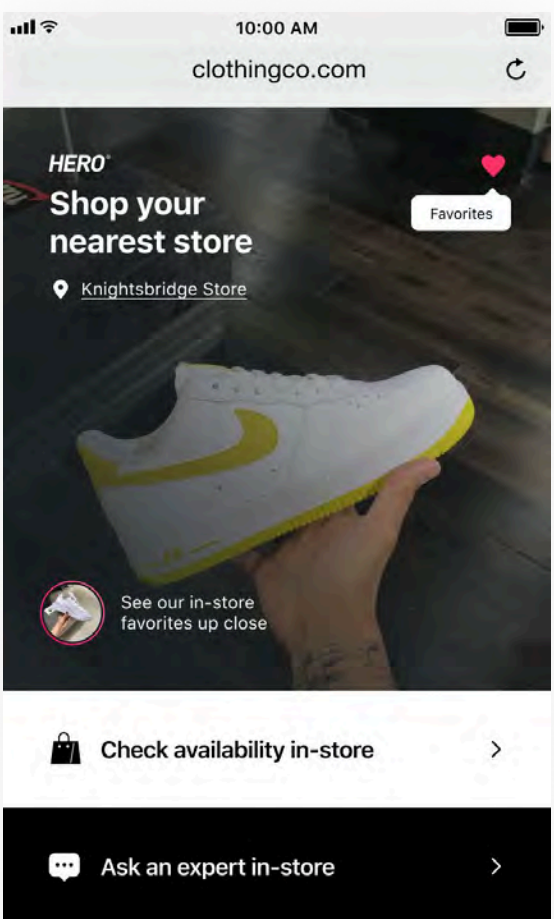 10:00 AM
clothingco.com
HERO®
Shop your
nearest store
Favorites
Knightsbridge Store
See our in-store
favorites up close
Check availability in-store
Ask an expert in-store